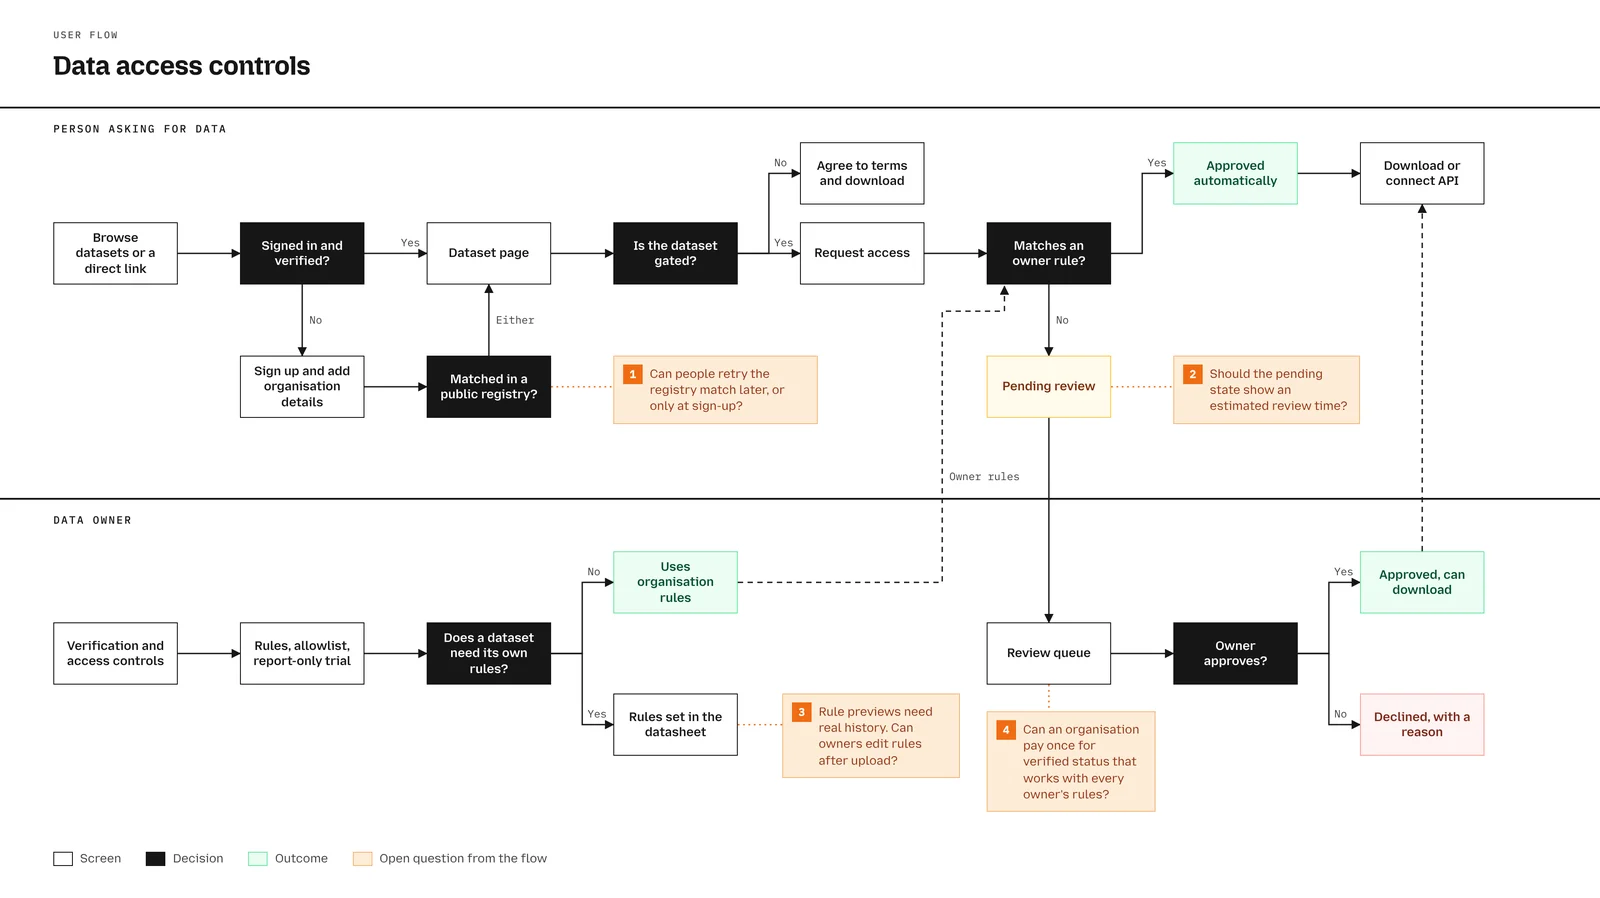 USER FLOW
Data access controls
PERSON ASKING FOR DATA
Browse
datasets or a
direct link
Signed in and
verified?
Yes
No
Dataset page
Is the dataset
gated?
No
Yes
Agree to terms
and download
Request access
Matches an
owner rule?
Yes
No
Approved
automatically
Download or
connect API
Sign up and add
organisation
details
Matched in a
public registry?
Either
1
Can people retry the
registry match later, or
only at sign-up?
Pending review
2
Should the pending
state show an
estimated review time?
Owner rules
DATA OWNER
Verification and
access controls
Rules, allowlist,
report-only trial
Does a dataset
need its own
rules?
No
Yes
Uses
organisation
rules
Rules set in the
datasheet
3
Rule previews need
real history. Can
owners edit rules
after upload?
Review queue
4
Can an organisation
pay once for
verified status that
works with every
owner's rules?
Owner
approves?
Yes
No
Approved, can
download
Declined, with a
reason
Screen
Decision
Outcome
Open question from the flow